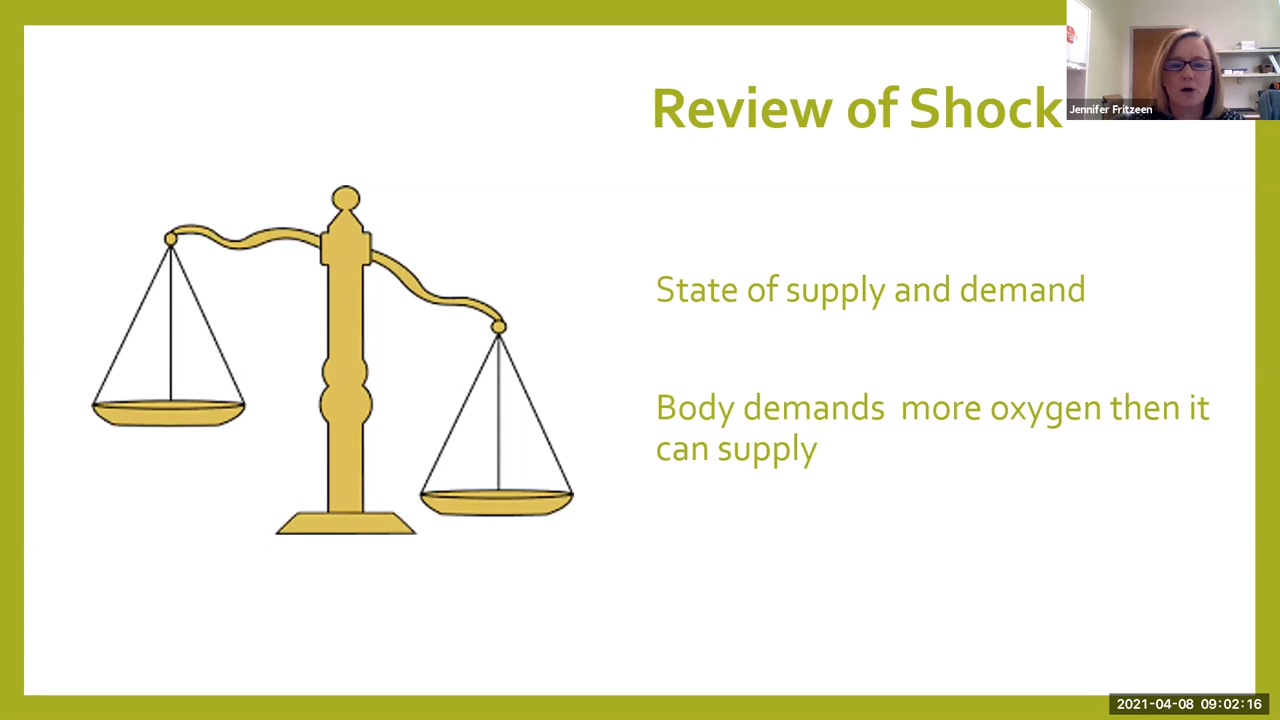 Review of Shock
Jennifer Fritzeen
State of supply and demand
Body demands  more oxygen then it
can supply
2021-04-08 09:02:16